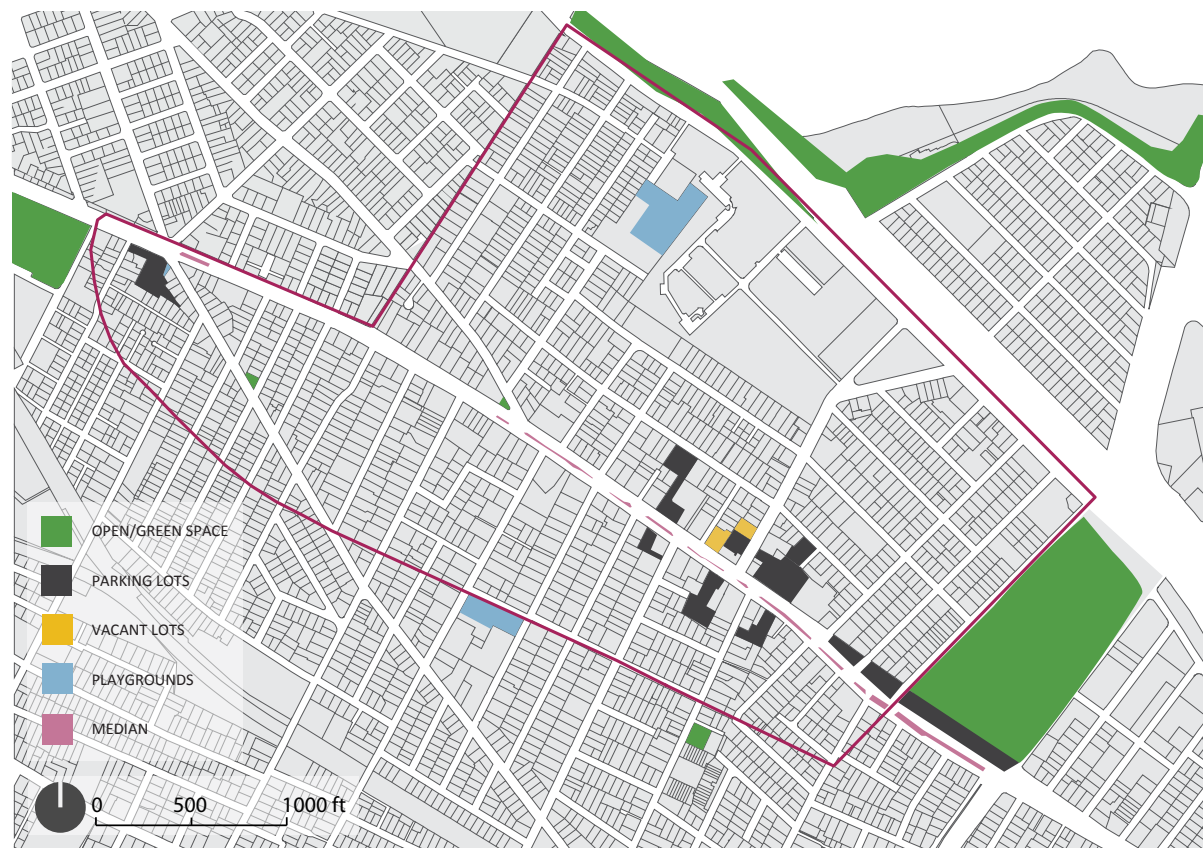 OPEN/GREEN SPACE
PARKING LOTS
VACANT LOTS
PLAYGROUNDS
MEDIAN
0 500 1000 ft